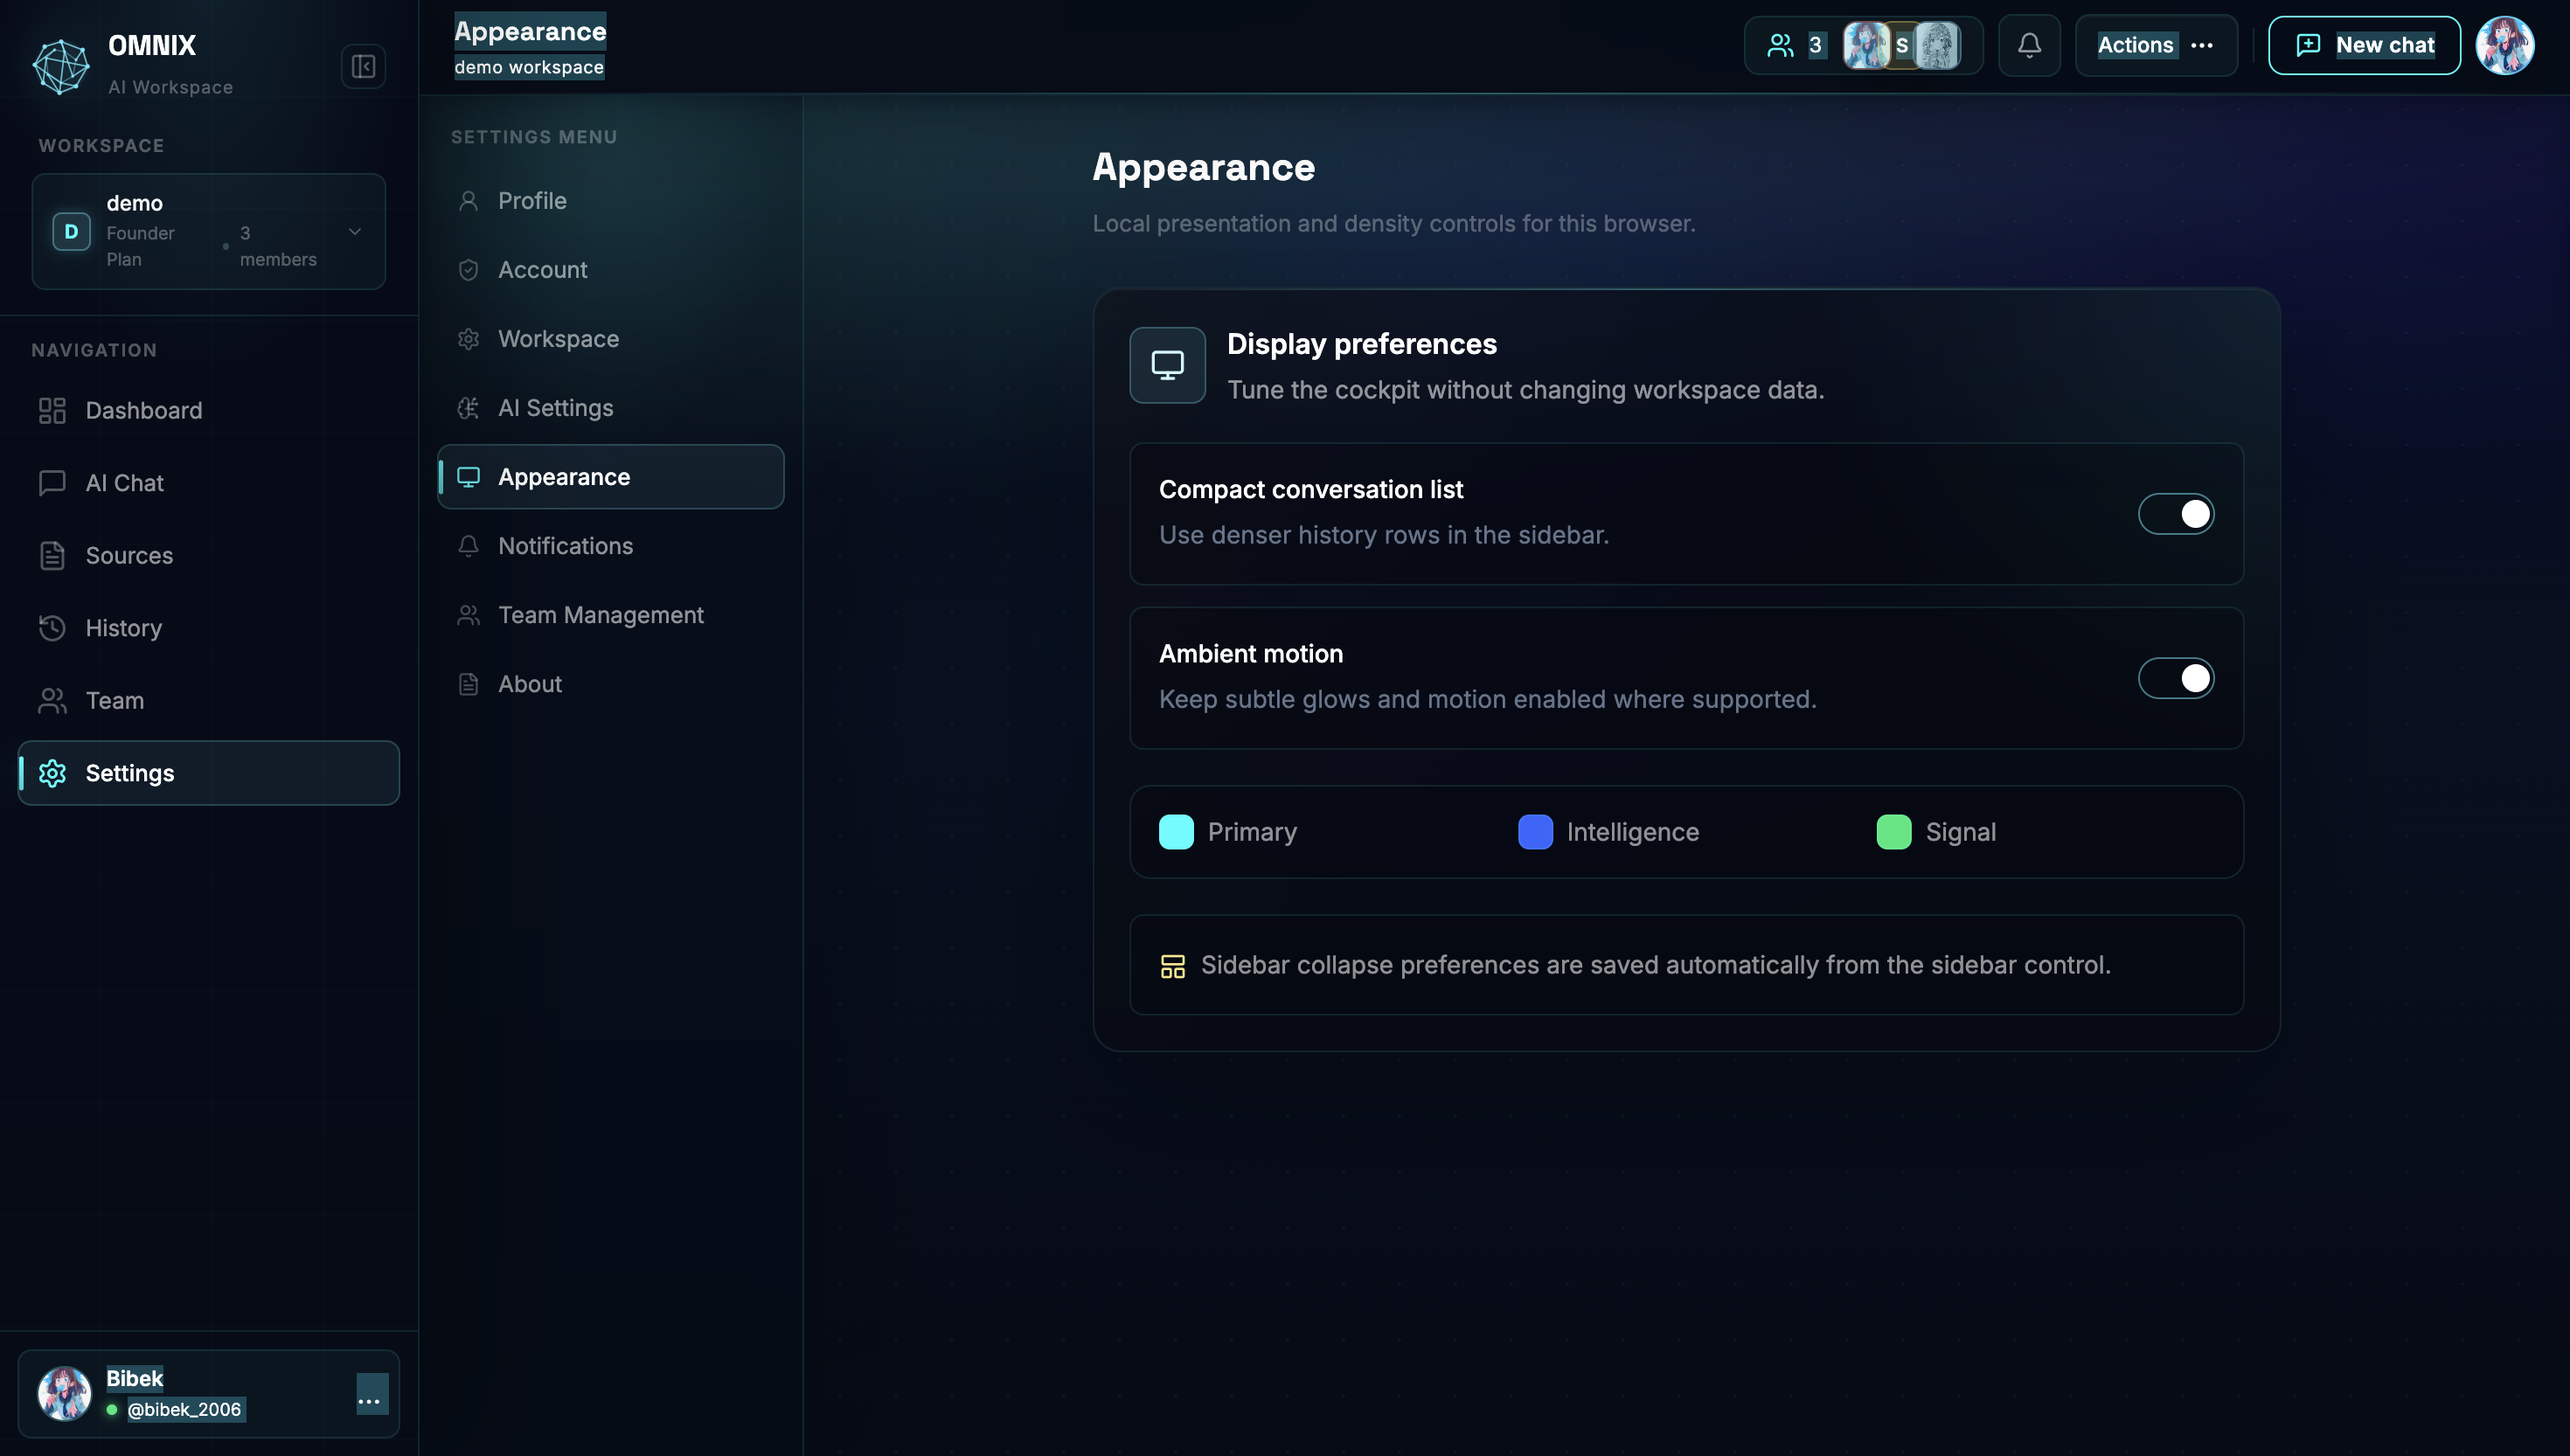 OMNIX
AI Workspace
WORKSPACE
D
demo
Founder Plan
3 members
NAVIGATION
Dashboard
AI Chat
Sources
History
Team
Settings
Bibek
@bibek_2006
...
Appearance
demo workspace
3
S
Actions ...
New chat
SETTINGS MENU
Profile
Account
Workspace
AI Settings
Appearance
Notifications
Team Management
About
Appearance
Local presentation and density controls for this browser.
Display preferences
Tune the cockpit without changing workspace data.
Compact conversation list
Use denser history rows in the sidebar.
Ambient motion
Keep subtle glows and motion enabled where supported.
Primary
Intelligence
Signal
Sidebar collapse preferences are saved automatically from the sidebar control.